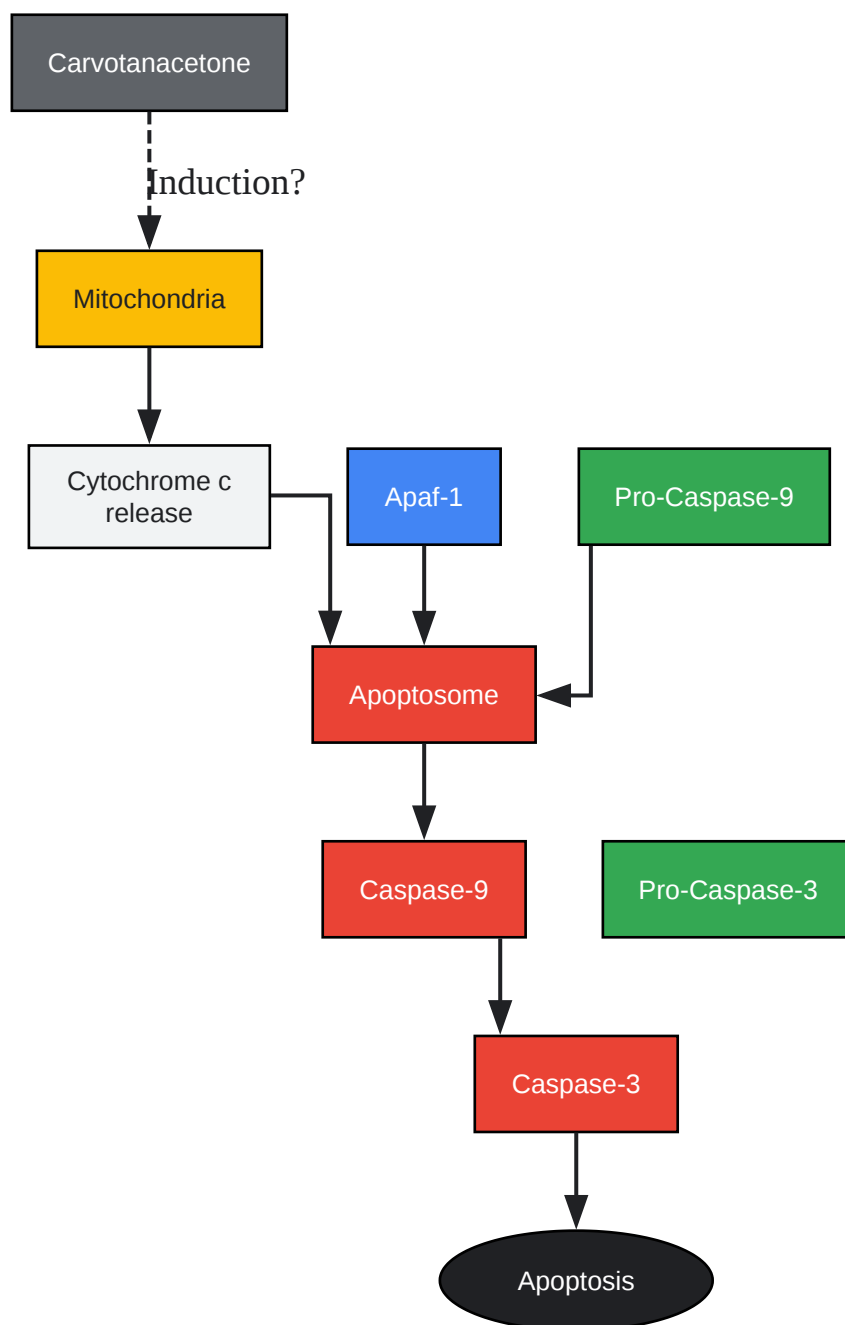 Carvotanacetone
Induction?
Mitochondria
Cytochrome c
release
Apaf-1
Pro-Caspase-9
Apoptosome
Caspase-9
Pro-Caspase-3
Caspase-3
Apoptosis